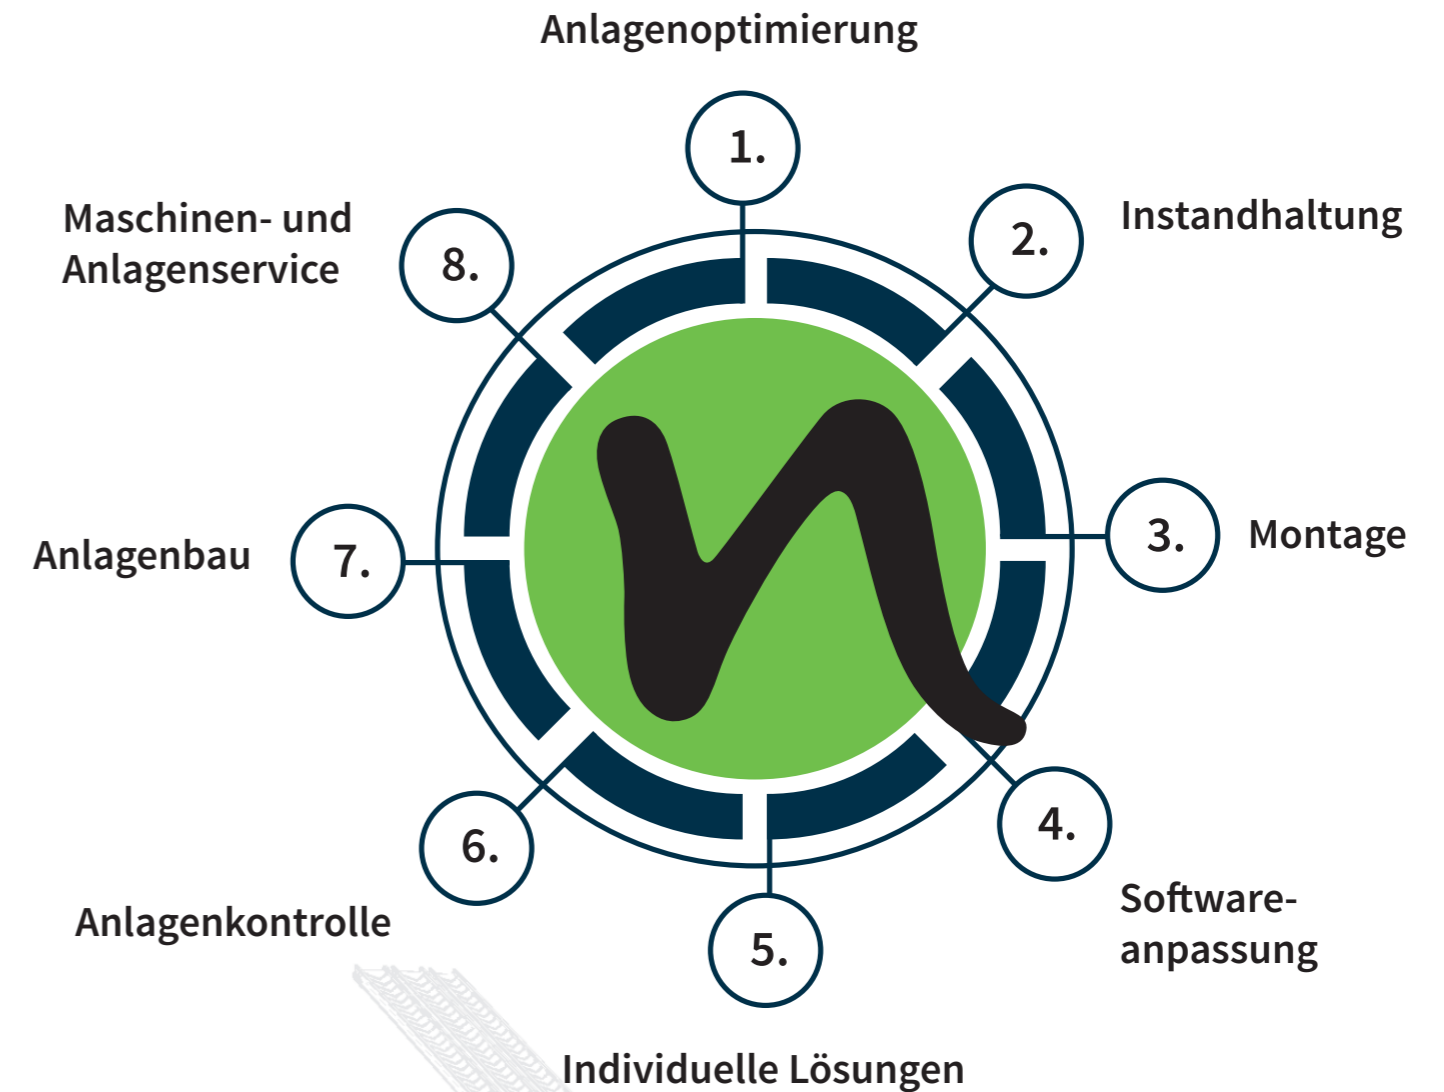 Anlagenoptimierung
1.
2.
Instandhaltung
3.
Montage
4.
Software-
anpassung
5.
Individuelle Lösungen
6.
Anlagenkontrolle
7.
Anlagenbau
8.
Maschinen- und
Anlagenservice
n